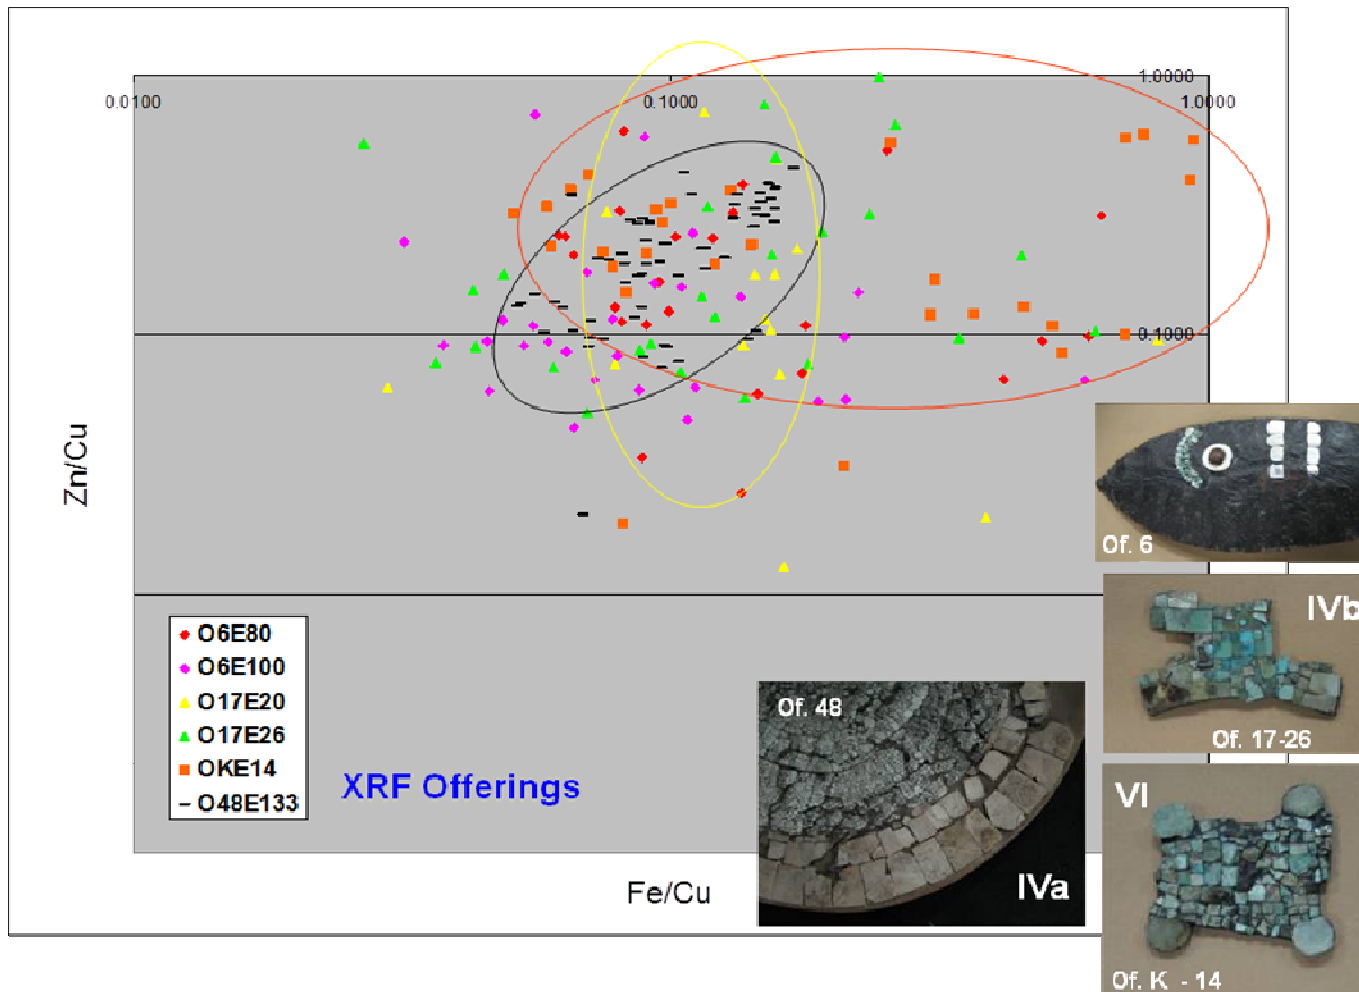 1.0000
0.0100 0.1000 1.0000
0.1000
Zn/Cu
Of. 6
IVb
O6E80
O6E100
O17E20
O17E26
OKE14
O48E133
XRF Offerings
Of. 48
Of. 17-26
VI
IVa
Fe/Cu
Of. K - 14